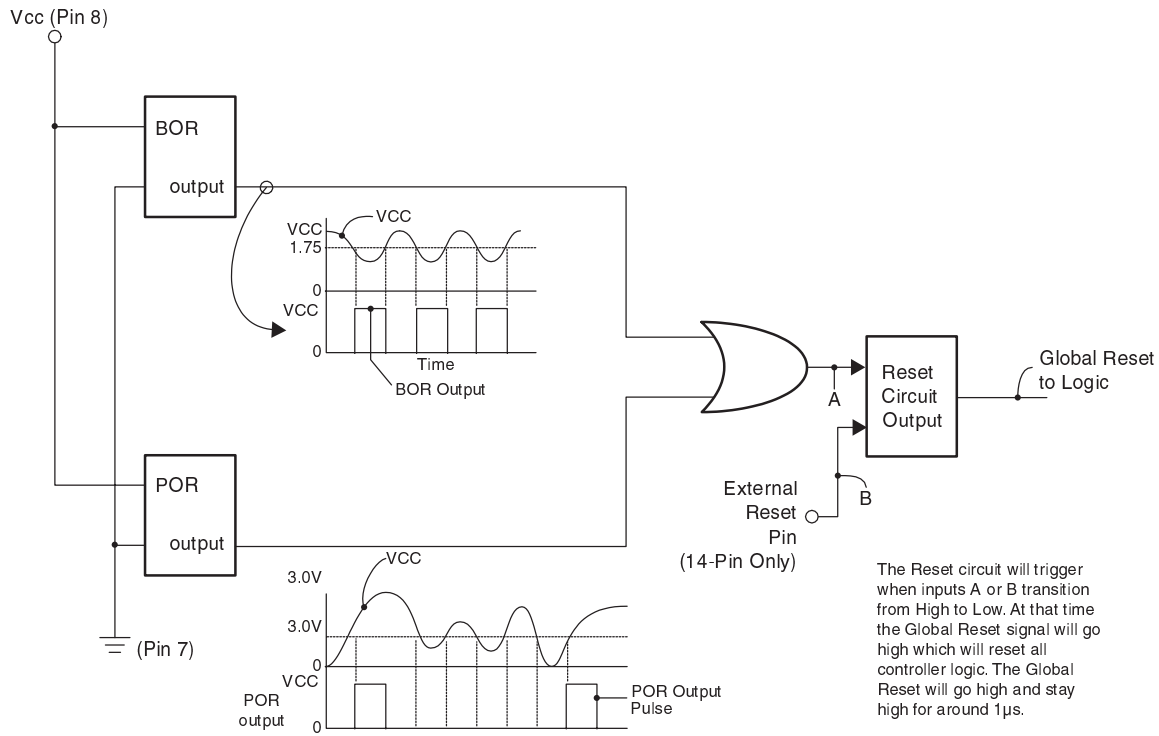 Vcc (Pin 8)
BOR
output
VCC
VCC
1.75
0
VCC
0
Time
BOR Output
A
Reset
Circuit
Output
Global Reset
to Logic
B
External
Reset
Pin
(14-Pin Only)
POR
output
(Pin 7)
VCC
3.0V
3.0V
0
VCC
POR
output
0
POR Output
Pulse
The Reset circuit will trigger
when inputs A or B transition
from High to Low. At that time
the Global Reset signal will go
high which will reset all
controller logic. The Global
Reset will go high and stay
high for around 1µs.